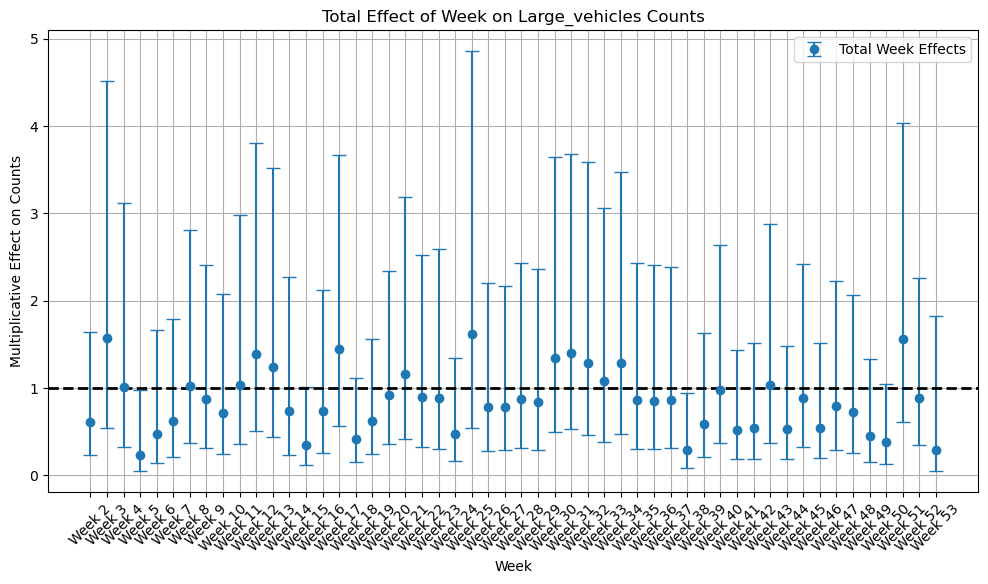 Total Effect of Week on Large_vehicles Counts
Total Week Effects
Multiplicative Effect on Counts
5
4
3
2
1
0
Week 2
Week 3
Week 4
Week 5
Week 6
Week 7
Week 8
Week 9
Week 10
Week 11
Week 12
Week 13
Week 14
Week 15
Week 16
Week 17
Week 18
Week 19
Week 20
Week 21
Week 22
Week 23
Week 24
Week 25
Week 26
Week 27
Week 28
Week 29
Week 30
Week 31
Week 32
Week 33
Week 34
Week 35
Week 36
Week 37
Week 38
Week 39
Week 40
Week 41
Week 42
Week 43
Week 44
Week 45
Week 46
Week 47
Week 48
Week 49
Week 50
Week 51
Week 52
Week 53
Week